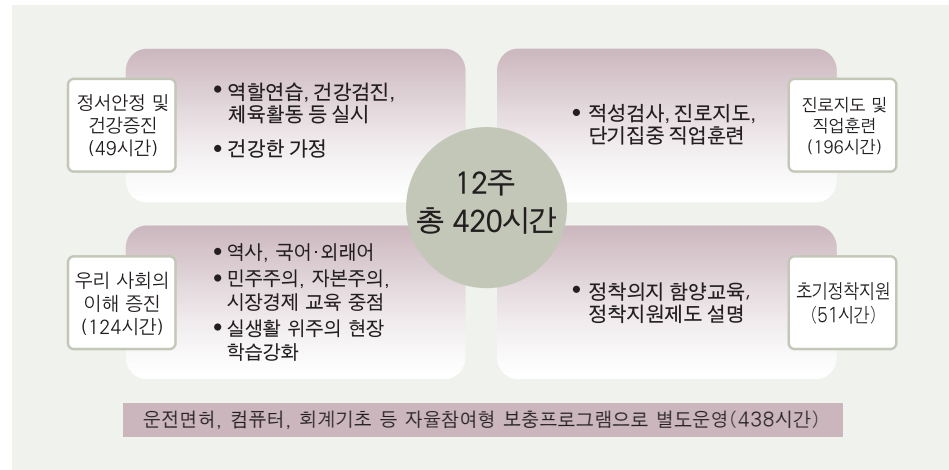 정서안정 및
건강증진
(49시간)
• 역할연습, 건강검진,
체육활동 등 실시
• 건강한 가정
• 적성검사, 진로지도,
단기집중 직업훈련
진로지도 및
직업훈련
(196시간)
12주
총 420시간
우리 사회의
이해 증진
(124시간)
• 역사, 국어·외래어
• 민주주의, 자본주의,
시장경제 교육 중점
• 실생활 위주의 현장
학습강화
• 정착의지 함양교육,
정착지원제도 설명
초기정착지원
(51시간)
운전면허, 컴퓨터, 회계기초 등 자율참여형 보충프로그램으로 별도운영(438시간)